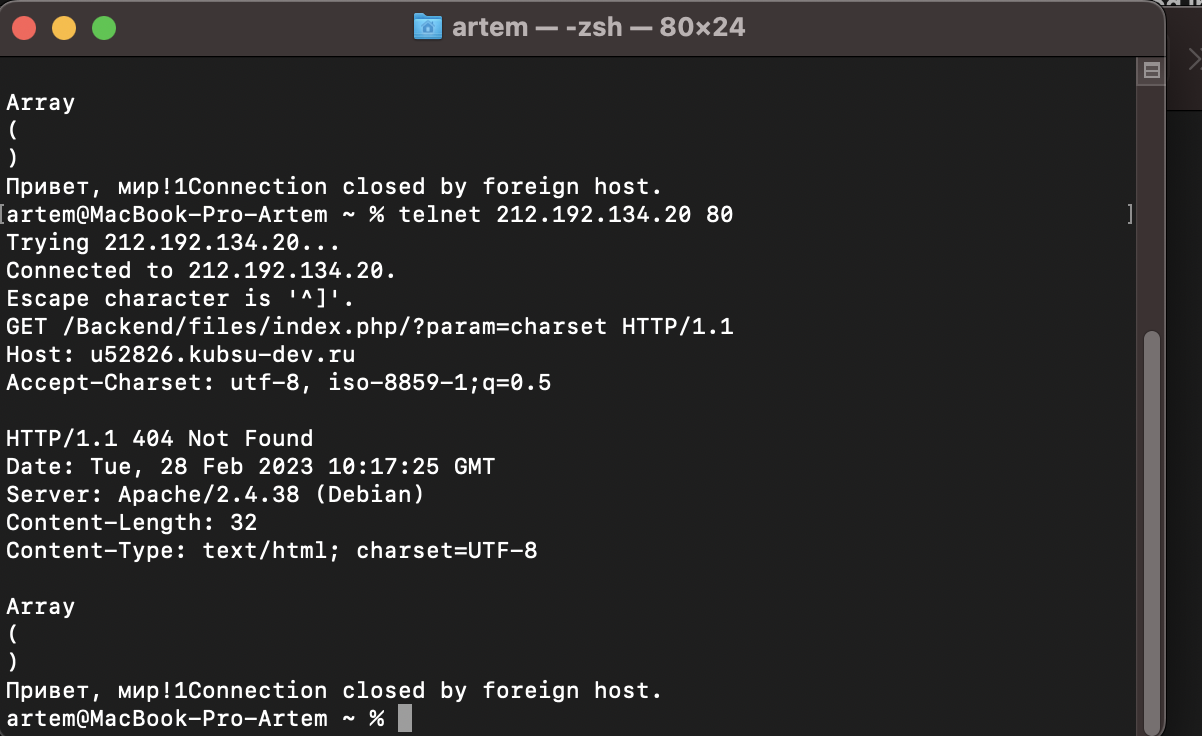 artem — -zsh — 80×24
Array
(
)
Привет, мир!1Connection closed by foreign host.
[artem@MacBook-Pro-Artem ~ % telnet 212.192.134.20 80 ]
Trying 212.192.134.20...
Connected to 212.192.134.20.
Escape character is '^]'.
GET /Backend/files/index.php/?param=charset HTTP/1.1
Host: u52826.kubsu-dev.ru
Accept-Charset: utf-8, iso-8859-1;q=0.5
HTTP/1.1 404 Not Found
Date: Tue, 28 Feb 2023 10:17:25 GMT
Server: Apache/2.4.38 (Debian)
Content-Length: 32
Content-Type: text/html; charset=UTF-8
Array
(
)
Привет, мир!1Connection closed by foreign host.
artem@MacBook-Pro-Artem ~ %